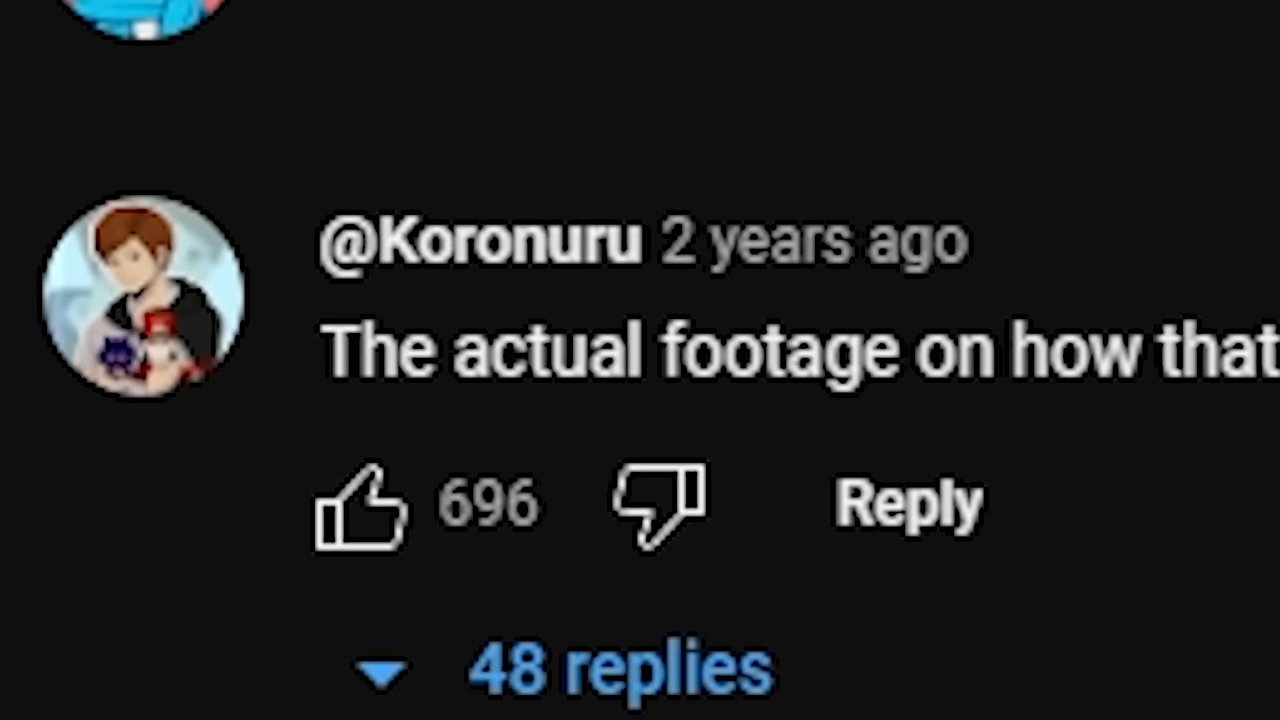 @Koronuru 2 years ago
The actual footage on how that
696 Reply
48 replies